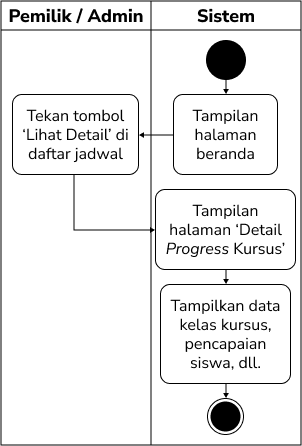 Pemilik / Admin
Sistem
Tampilan
halaman
beranda
Tekan tombol
‘Lihat Detail’ di
daftar jadwal
Tampilan
halaman ‘Detail
Progress Kursus’
Tampilkan data
kelas kursus,
pencapaian
siswa, dll.